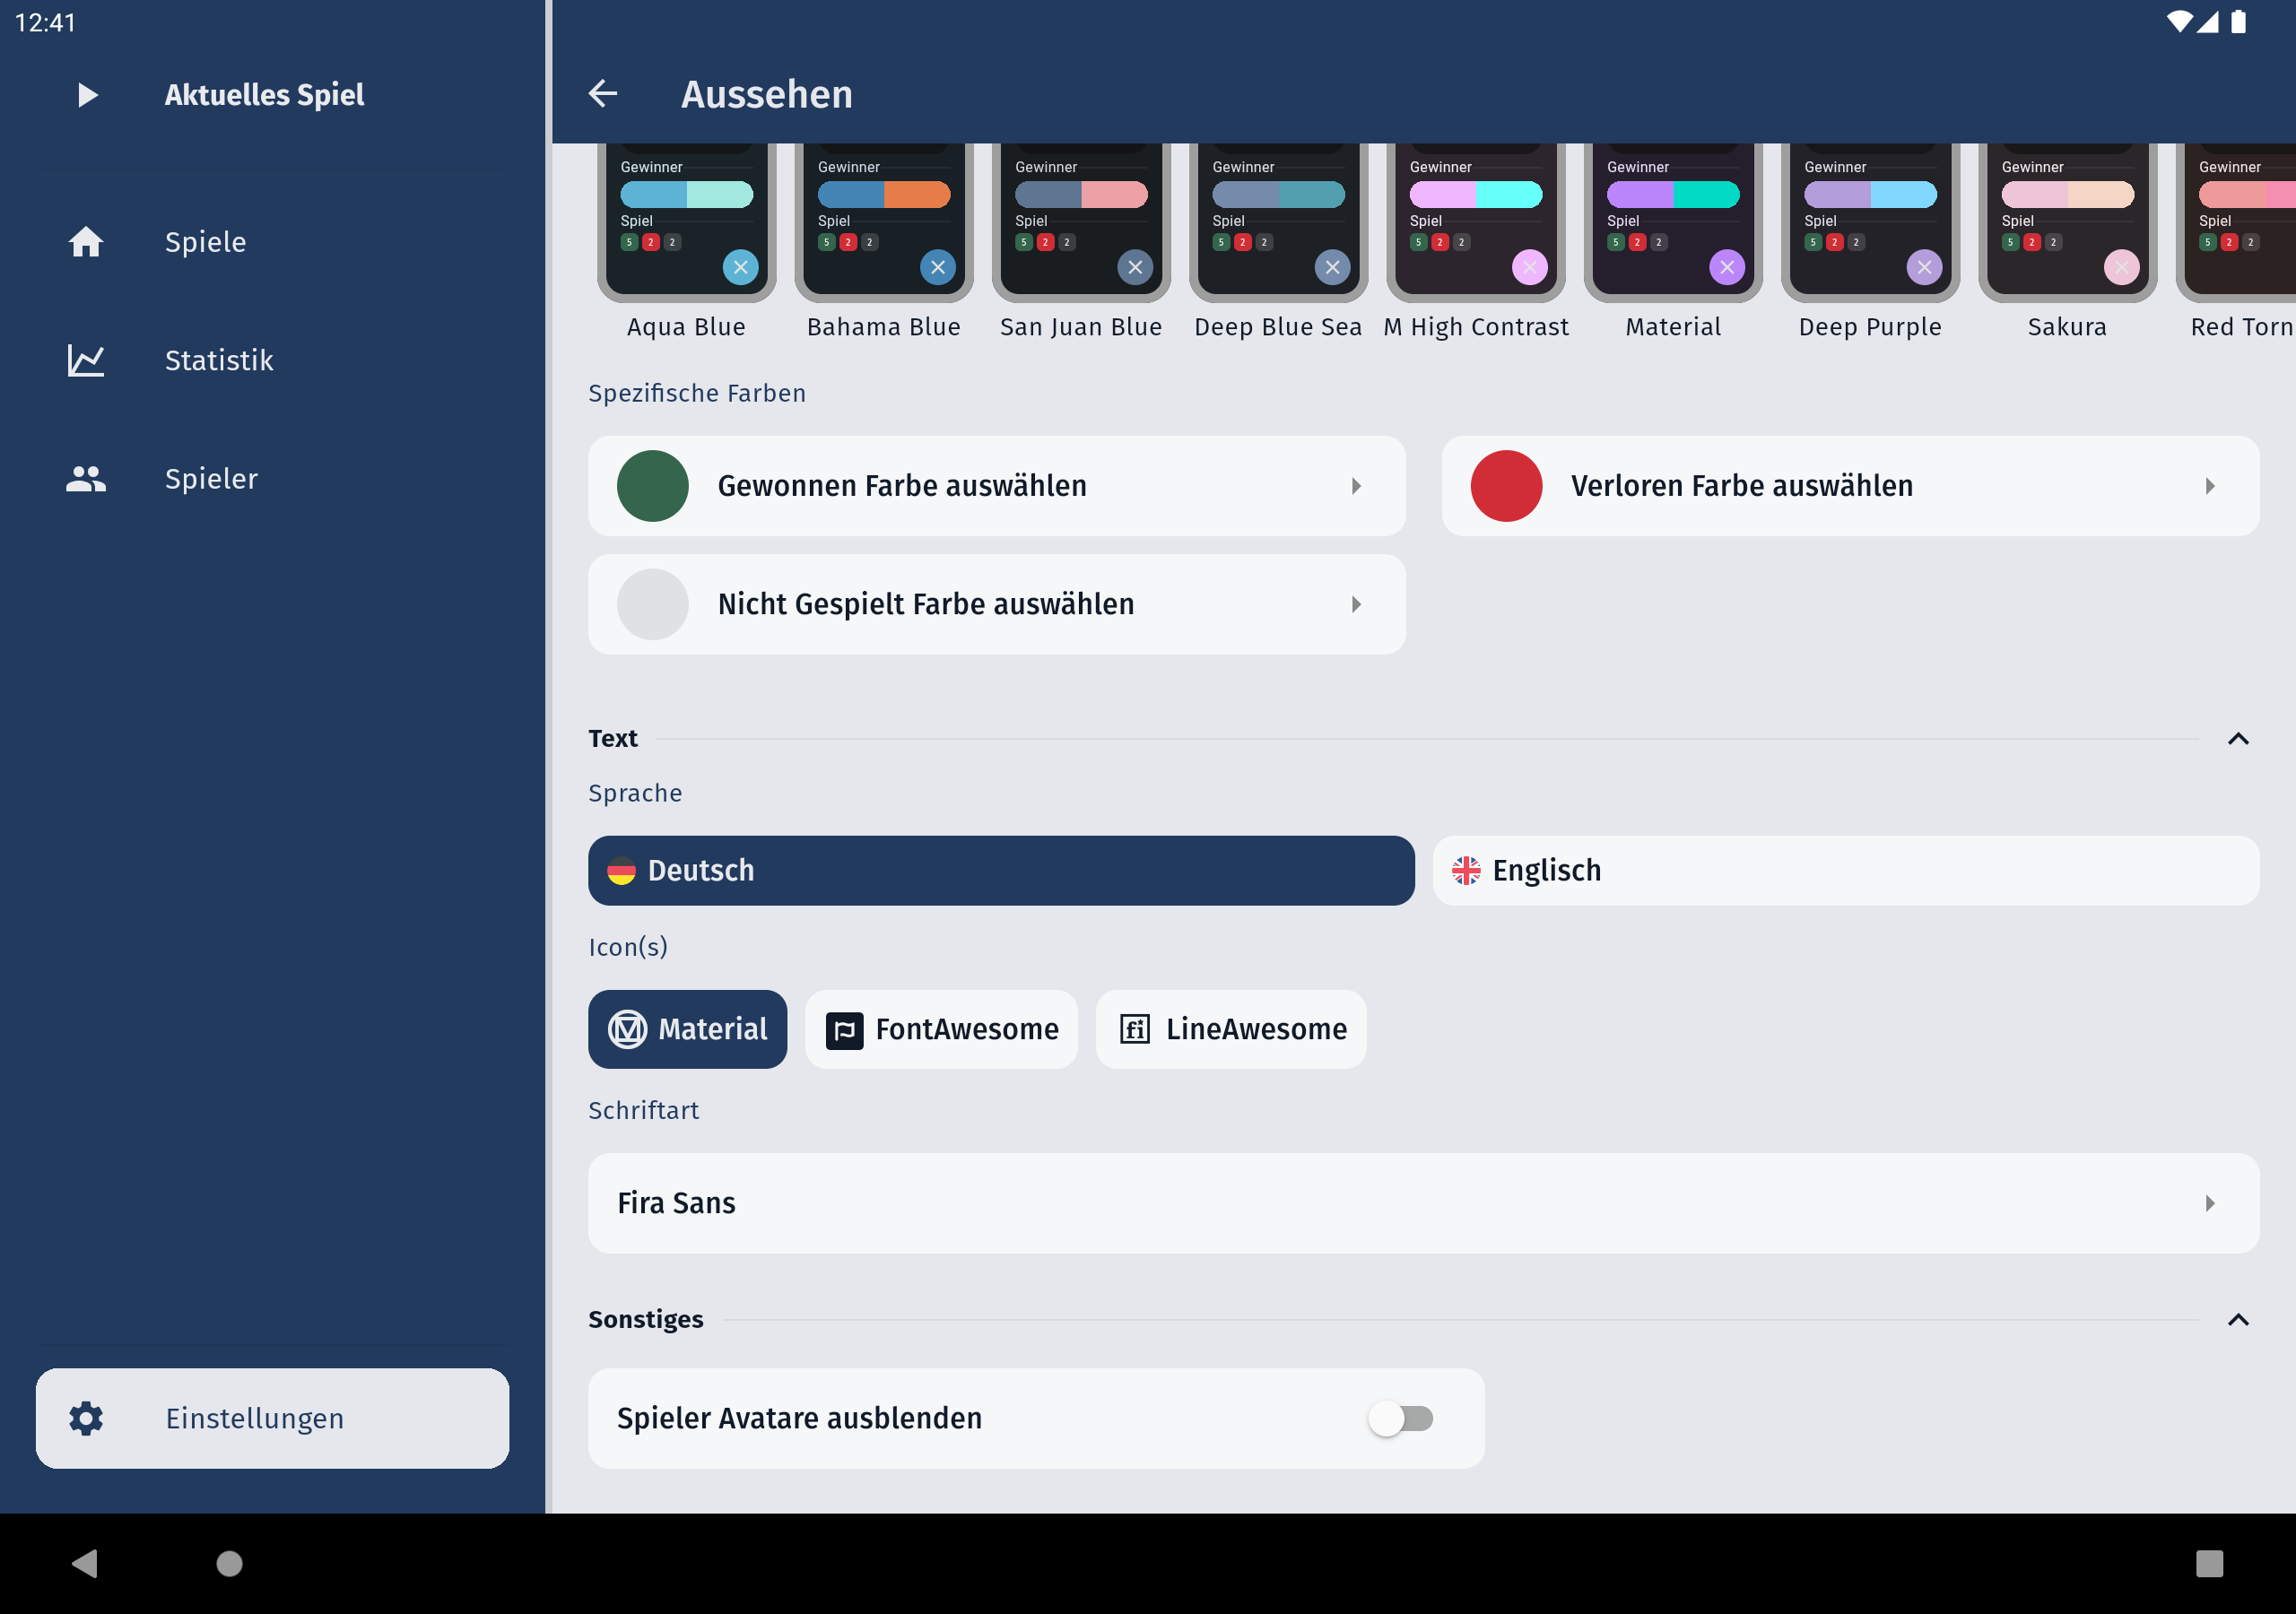 12:41
Aktuelles Spiel
Spiele
Statistik
Spieler
Einstellungen
Aussehen
Gewinner Gewinner Gewinner Gewinner Gewinner Gewinner Gewinner Gewinner Gewinner
Spiel Spiel Spiel Spiel Spiel Spiel Spiel Spiel Spiel
5 2 2 5 2 2 5 2 2 5 2 2 5 2 2 5 2 2 5 2 2 5 2 2 5 2 2
Aqua Blue Bahama Blue San Juan Blue Deep Blue Sea M High Contrast Material Deep Purple Sakura Red Torn
Spezifische Farben
Gewonnen Farbe auswählen Verloren Farbe auswählen
Nicht Gespielt Farbe auswählen
Text
Sprache
Deutsch Englisch
Icon(s)
Material FontAwesome LineAwesome
Schriftart
Fira Sans
Sonstiges
Spieler Avatare ausblenden